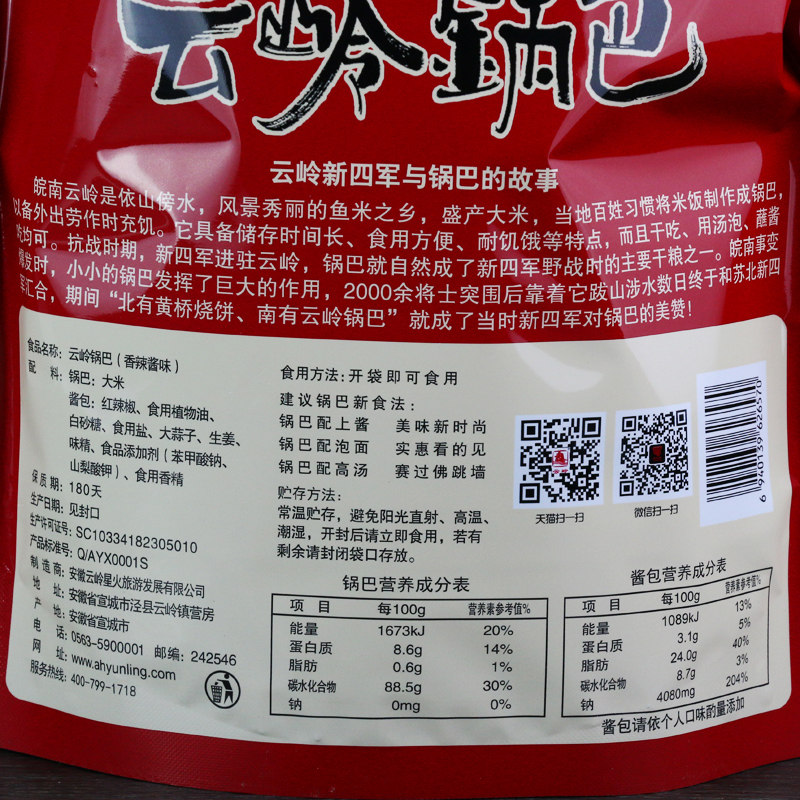 云岭锅巴
云岭新四军与锅巴的故事
皖南云岭是依山傍水，风景秀丽的鱼米之乡，盛产大米，当地百姓习惯将米饭制作成锅巴，
以备外出劳作时充饥。它具备储存时间长、食用方便、耐饥饿等特点，而且干吃、用汤泡、蘸酱
吃均可。抗战时期，新四军进驻云岭，锅巴就自然成了新四军野战时的主要干粮之一。皖南事变
爆发时，小小的锅巴发挥了巨大的作用，2000余将士突围后靠着它跋山涉水数日终于和苏北新四
军汇合，期间“北有黄桥烧饼、南有云岭锅巴”就成了当时新四军对锅巴的美赞！
食品名称：云岭锅巴（香辣酱味）
配 料：锅巴：大米
酱包：红辣椒、食用植物油、
白砂糖、食用盐、大蒜子、生姜、
味精、食品添加剂（苯甲酸钠、
山梨酸钾）、食用香精
保质期：180天
生产日期：见封口
生产许可证号：SC10334182305010
产品标准号：Q/AYX0001S
制造商：安徽云岭星火旅游发展有限公司
地 址：安徽省宣城市泾县云岭镇营房
产 地：安徽省宣城市
电 话：0563-5900001 邮编：242546
网 址：www.ahyunling.com
服务热线：400-799-1718
食用方法：开袋即可食用
建议锅巴新食法：
锅巴配上酱 美味新时尚
锅巴配泡面 实惠看的见
锅巴配高汤 赛过佛跳墙
贮存方法：
常温贮存，避免阳光直射、高温、
潮湿，开封后请立即食用，若有
剩余请封闭袋口存放。
天猫扫一扫
微信扫一扫
6 940139 626570
锅巴营养成分表
项 目 每100g 营养素参考值%
能量 1673kJ 20%
蛋白质 8.6g 14%
脂肪 0.6g 1%
碳水化合物 88.5g 30%
钠 0mg 0%
酱包营养成分表
项 目 每100g 营养素参考值%
能量 1089kJ 13%
蛋白质 3.1g 5%
脂肪 24.0g 40%
碳水化合物 8.7g 3%
钠 4080mg 204%
酱包请依个人口味酌量添加